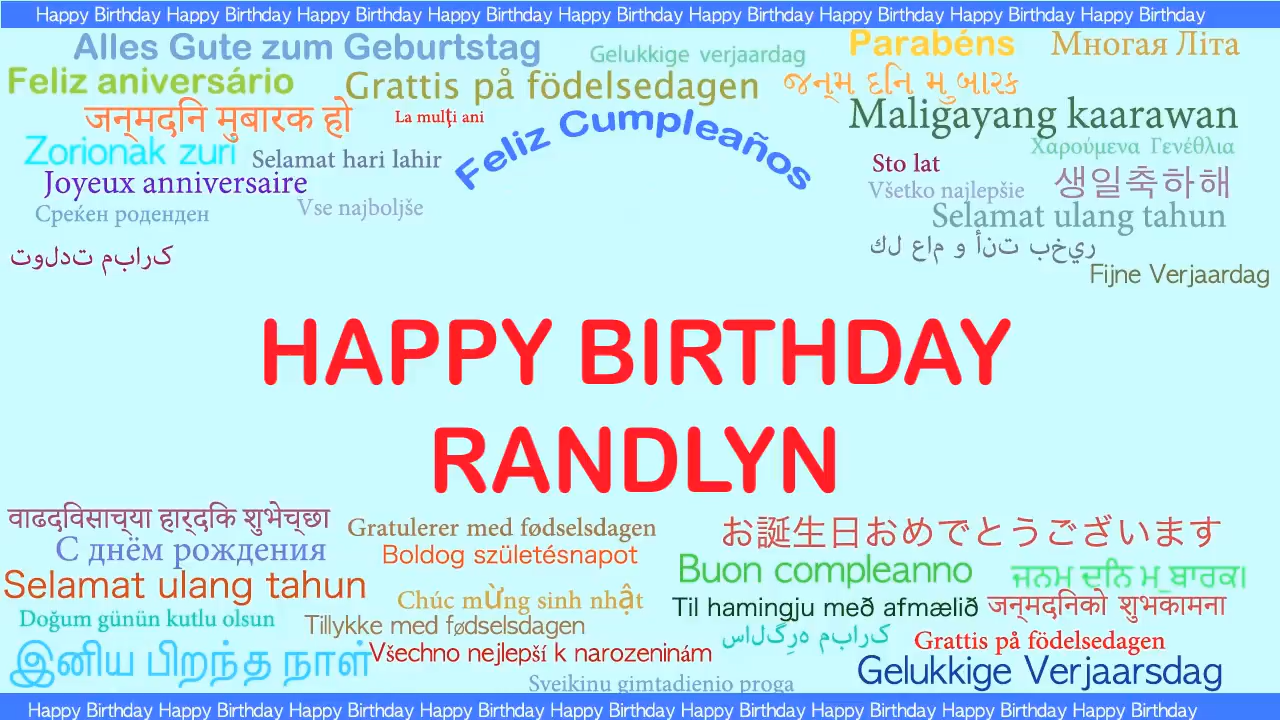 Happy Birthday Happy Birthday Happy Birthday Happy Birthday Happy Birthday Happy Birthday Happy Birthday Happy Birthday Happy Birthday
Alles Gute zum Geburtstag
Gelukkige verjaardag
Parabéns
Многая Літа
Feliz aniversário
Grattis på födelsedagen
જન્મ દિન મુબારક
जन्मदिन मुबारक हो
La mulţi ani
Feliz Cumpleaños
Maligayang kaarawan
Zorionak zuri
Selamat hari lahir
Sto lat
Χαρούμενα Γενέθλια
Joyeux anniversaire
Všetko najlepšie
생일축하해
Среќен роденден
Vse najboljše
Selamat ulang tahun
تولدت مبارک
كل عام و أنت بخير
Fijne Verjaardag
HAPPY BIRTHDAY
RANDLYN
वाढदिवसाच्या हार्दिक शुभेच्छा
Gratulerer med fødselsdagen
お誕生日おめでとうございます
С днём рождения
Boldog születésnapot
Buon compleanno
ਜਨਮ ਦਿਨ ਮੁਬਾਰਕ।
Selamat ulang tahun
Chúc mừng sinh nhật
Til hamingju með afmælið
जन्मदिनको शुभकामना
Doğum günün kutlu olsun
Tillykke med fødselsdagen
سالگرہ مبارک
Grattis på födelsedagen
இனிய பிறந்த நாள்
Všechno nejlepší k narozeninám
Gelukkige Verjaarsdag
Sveikinu gimtadienio proga
Happy Birthday Happy Birthday Happy Birthday Happy Birthday Happy Birthday Happy Birthday Happy Birthday Happy Birthday Happy Birthday